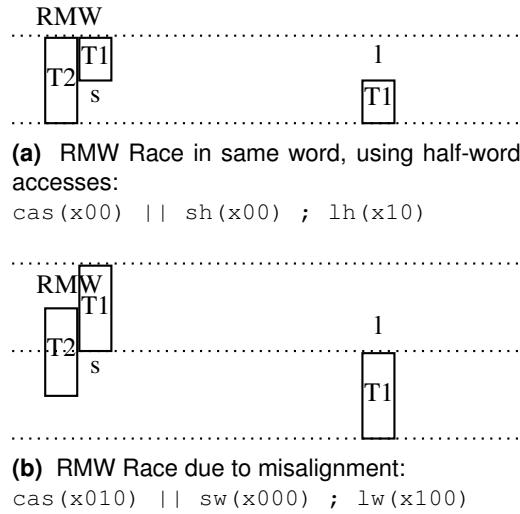 RMW
T1
T2
l
s
T1
(a) RMW Race in same word, using half-word
accesses:
cas(x00) || sh(x00) ; lh(x10)
RMW
T1
l
T2
s
T1
(b) RMW Race due to misalignment:
cas(x010) || sw(x000) ; lw(x100)